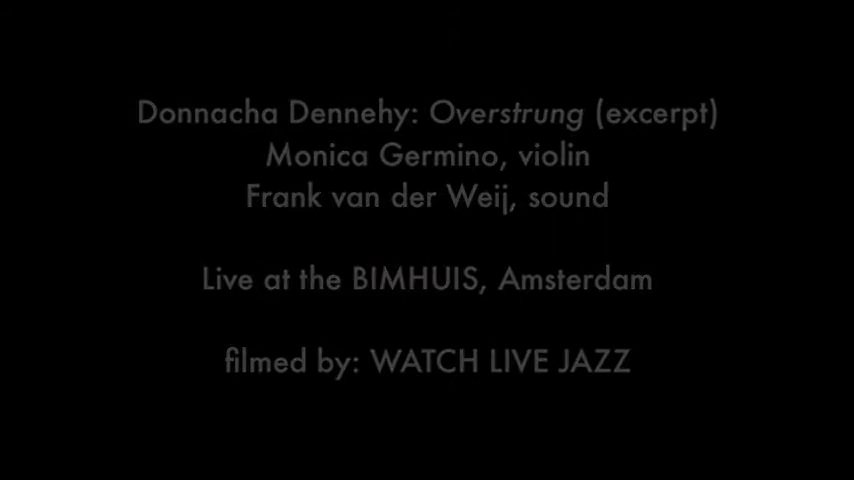 Donnacha Dennehy: Overstrung (excerpt)
Monica Germino, violin
Frank van der Weij, sound
Live at the BIMHUIS, Amsterdam
filmed by: WATCH LIVE JAZZ